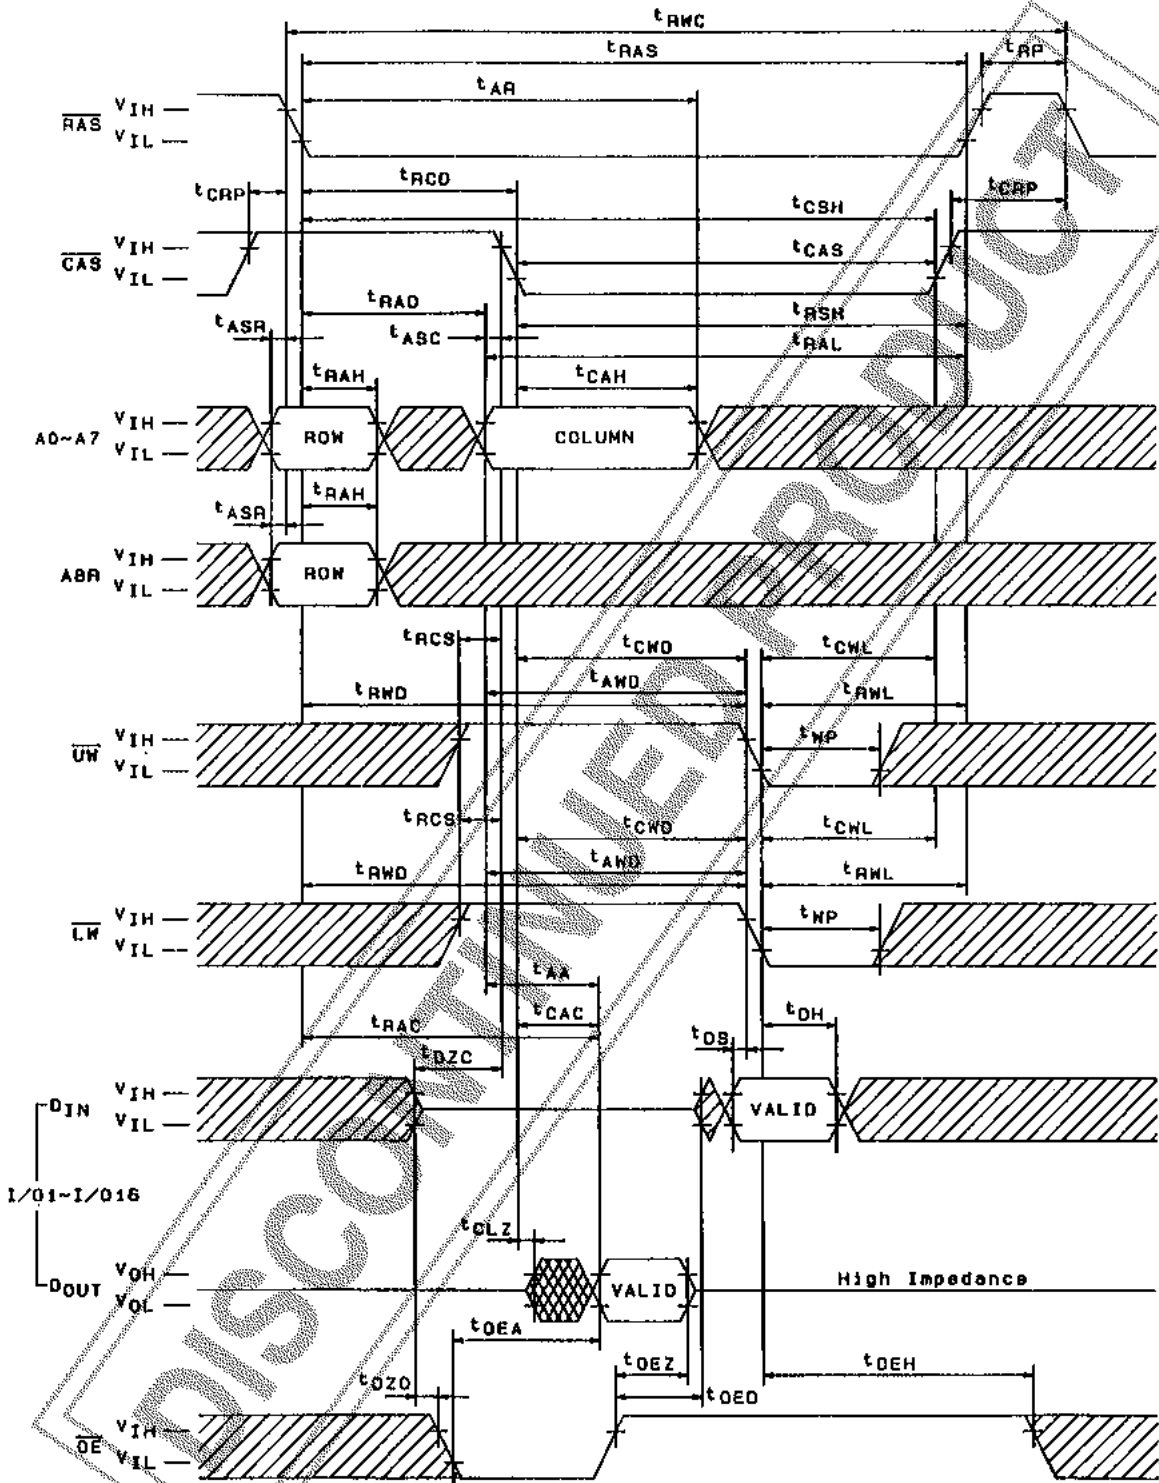 tRWC
tRAS
tRP
tAR
RAS VIH
VIL
tCRP
tRCD
tCRP
tCSH
CAS VIH
VIL
tCAS
tRAD
tRSH
tASR
tASC
tRAL
tRAH
tCAH
A0~A7 VIH
VIL
ROW
COLUMN
tRAH
tASR
A8R VIH
VIL
ROW
tRCS
tCWD
tCWL
tAWD
tRWD
tRWL
UW VIH
VIL
tWP
tRCS
tCWD
tCWL
tAWD
tRWD
tRWL
LW VIH
VIL
tWP
tAA
tCAC
tDH
tRAC
tDS
tDZC
DIN VIH
VIL
VALID
I/O1~I/O16
tCLZ
DOUT VOH
VOL
VALID
High Impedance
tOEA
tOEZ
tOEH
tDZO
tOED
OE VIH
VIL
DISCONTINUED PRODUCT